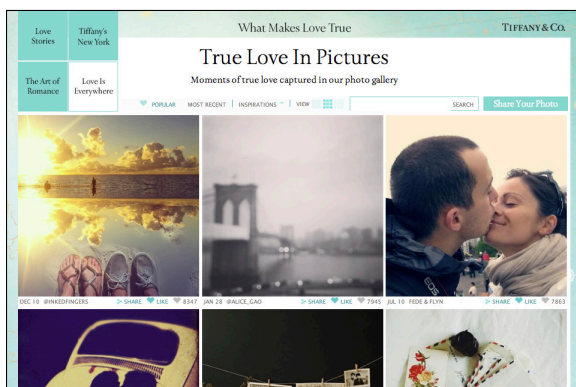 Love
Stories
Tiffany's
New York
The Art of
Romance
Love Is
Everywhere
What Makes Love True
TIFFANY & CO.
True Love In Pictures
Moments of true love captured in our photo gallery
POPULAR MOST RECENT INSPIRATIONS VIEW SEARCH Share Your Photo
EOS
DEC 10 @INKEDFINGERS SHARE LIKE 8347
JAN 28 @ALICE_GAO SHARE LIKE 7945
JUL 10 FEDE & FLYN SHARE LIKE 7863